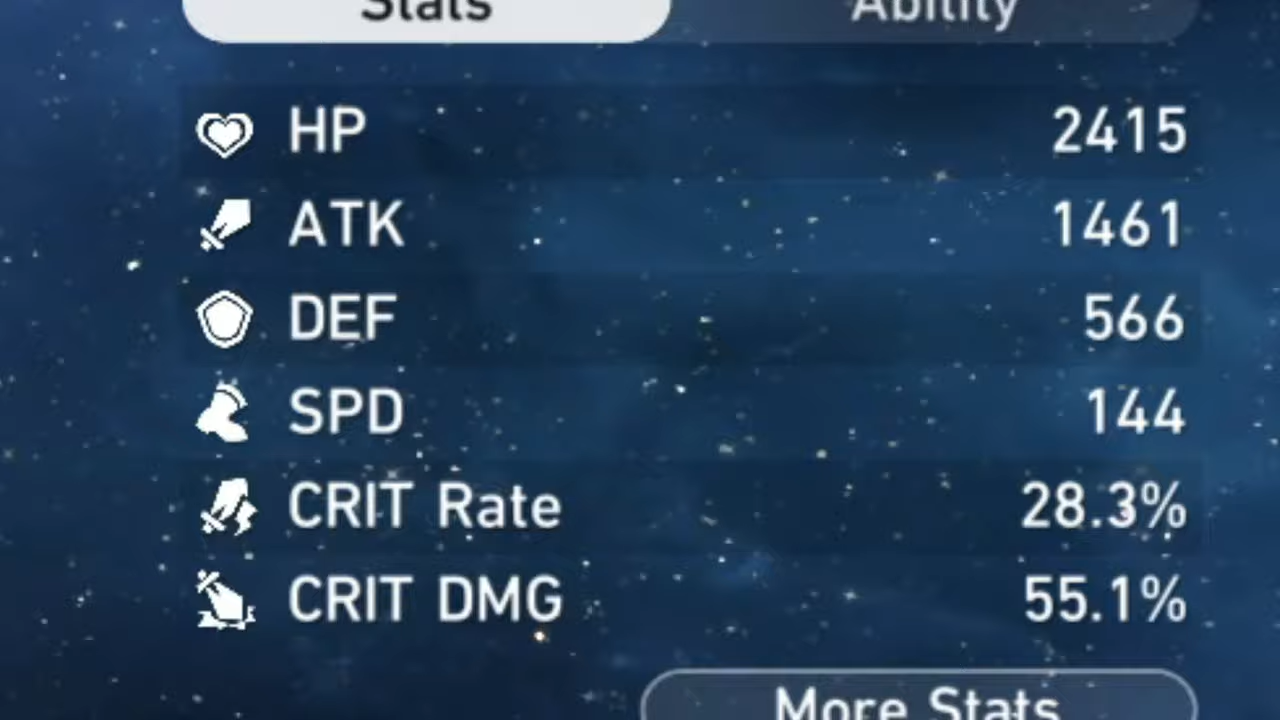 Stats Ability
HP 2415
ATK 1461
DEF 566
SPD 144
CRIT Rate 28.3%
CRIT DMG 55.1%
More Stats